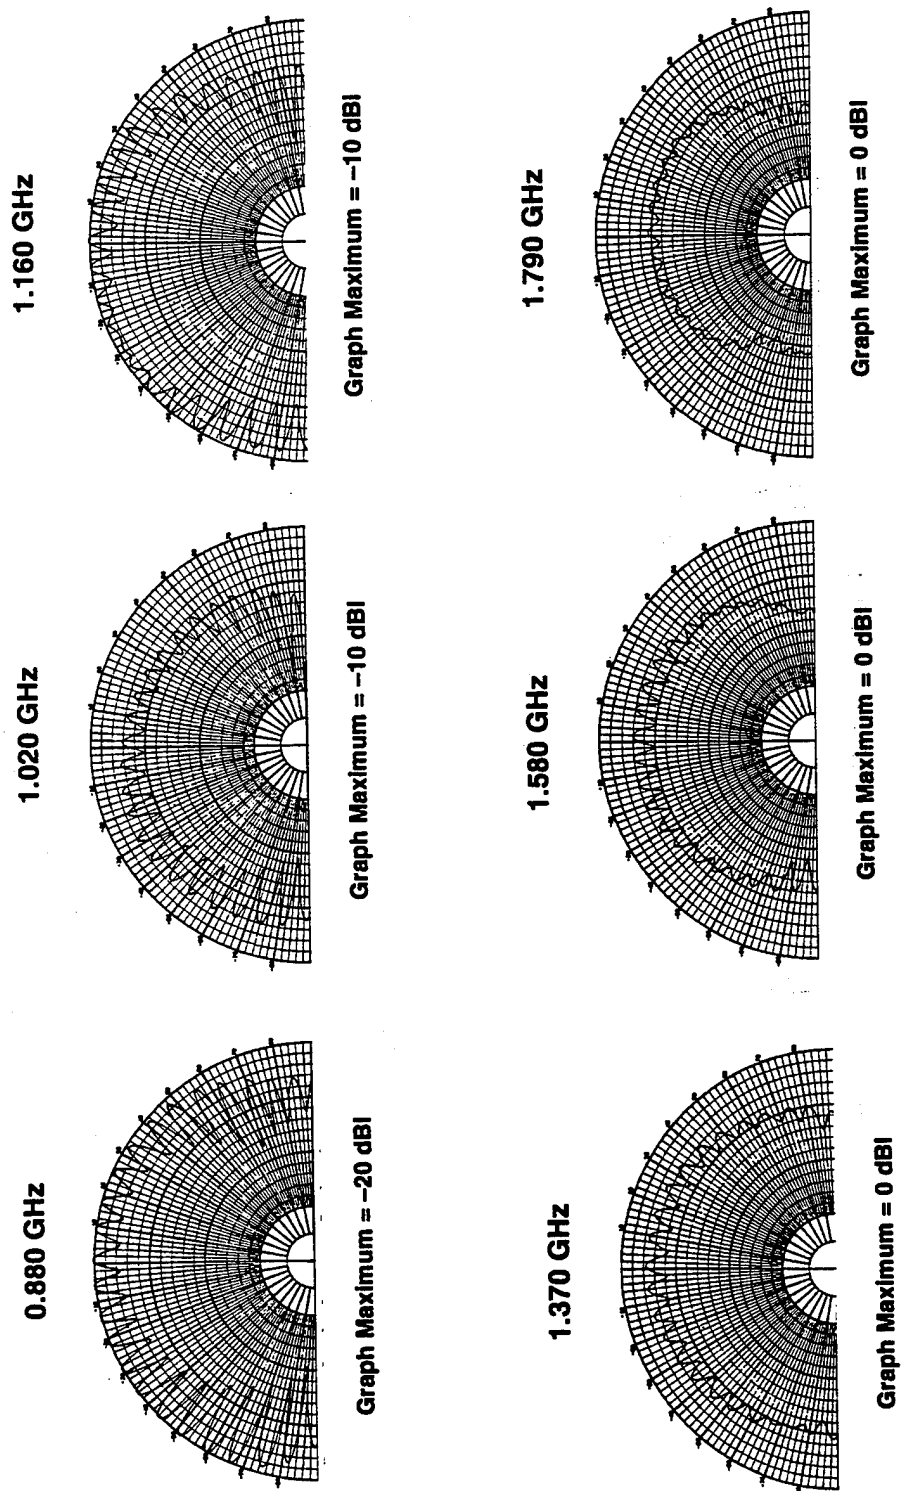 0.880 GHz
Graph Maximum = −20 dBI
1.020 GHz
Graph Maximum = −10 dBI
1.160 GHz
Graph Maximum = −10 dBI
1.370 GHz
Graph Maximum = 0 dBI
1.580 GHz
Graph Maximum = 0 dBI
1.790 GHz
Graph Maximum = 0 dBI